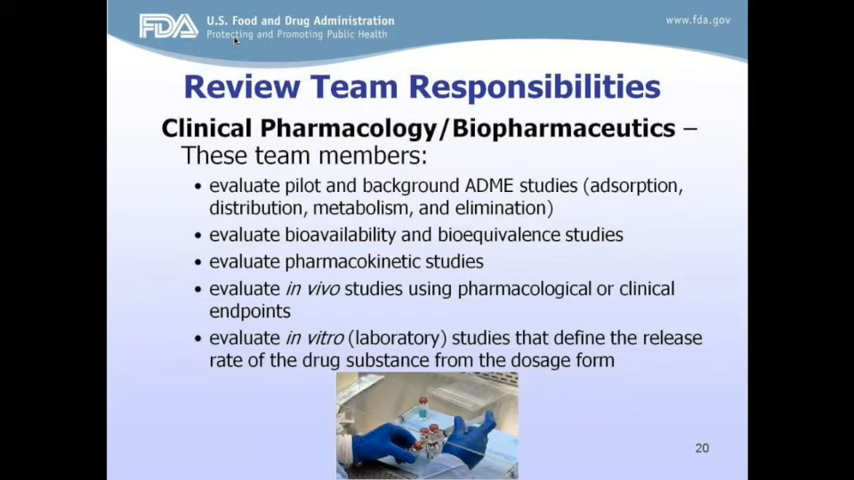 FDA U.S. Food and Drug Administration
Protecting and Promoting Public Health
www.fda.gov
Review Team Responsibilities
Clinical Pharmacology/Biopharmaceutics –
These team members:
• evaluate pilot and background ADME studies (adsorption,
distribution, metabolism, and elimination)
• evaluate bioavailability and bioequivalence studies
• evaluate pharmacokinetic studies
• evaluate in vivo studies using pharmacological or clinical
endpoints
• evaluate in vitro (laboratory) studies that define the release
rate of the drug substance from the dosage form
20